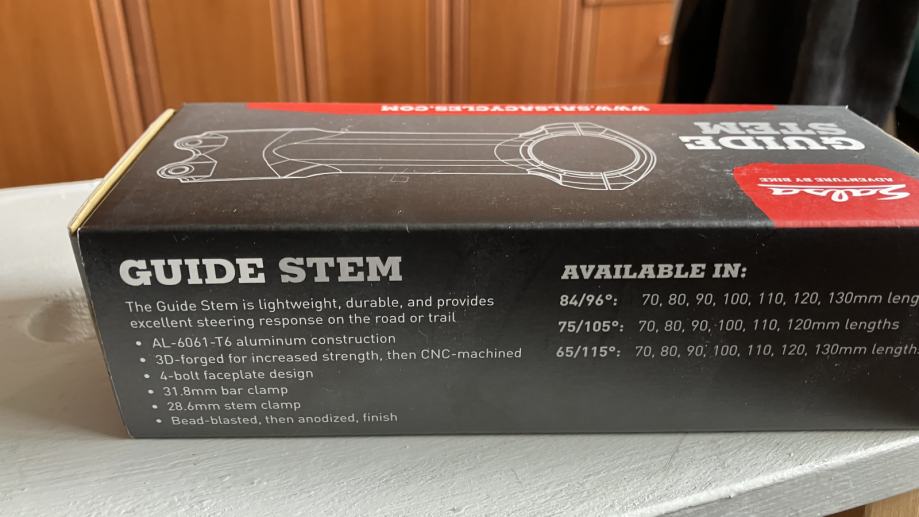 WWW.SALSACYCLES.COM
GUIDE
STEM
Salsa
ADVENTURE BY BIKE
GUIDE STEM
The Guide Stem is lightweight, durable, and provides
excellent steering response on the road or trail
• AL-6061-T6 aluminum construction
• 3D-forged for increased strength, then CNC-machined
• 4-bolt faceplate design
• 31.8mm bar clamp
• 28.6mm stem clamp
• Bead-blasted, then anodized, finish
AVAILABLE IN:
84/96°: 70, 80, 90, 100, 110, 120, 130mm leng
75/105°: 70, 80, 90, 100, 110, 120mm lengths
65/115°: 70, 80, 90, 100, 110, 120, 130mm length